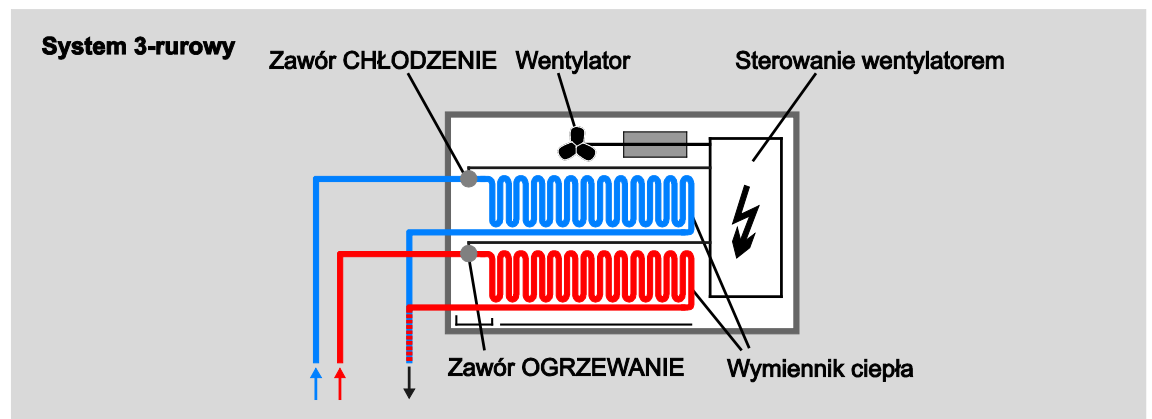 System 3-rurowy
Zawór CHŁODZENIE
Wentylator
Sterowanie wentylatorem
Zawór OGRZEWANIE
Wymiennik ciepła